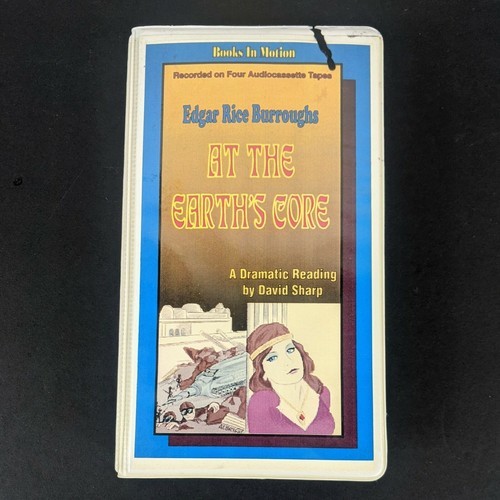 Books In Motion
Recorded on Four Audiocassette Tapes
Edgar Rice Burroughs
AT THE
EARTH'S CORE
A Dramatic Reading
by David Sharp